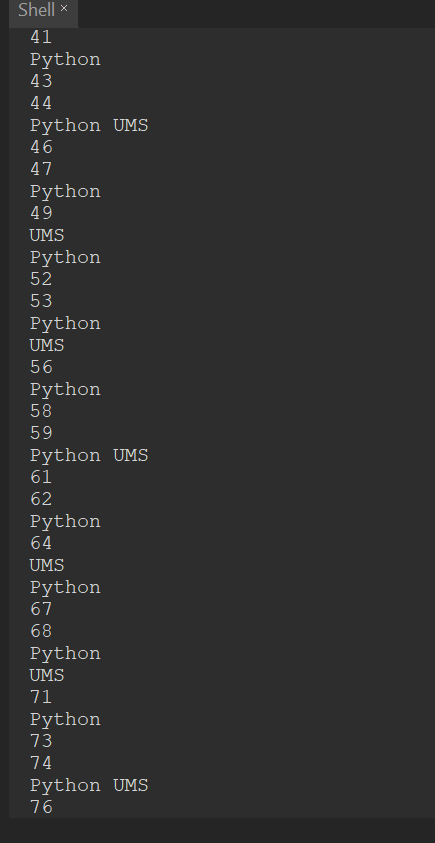 Shell ×
41
Python
43
44
Python UMS
46
47
Python
49
UMS
Python
52
53
Python
UMS
56
Python
58
59
Python UMS
61
62
Python
64
UMS
Python
67
68
Python
UMS
71
Python
73
74
Python UMS
76